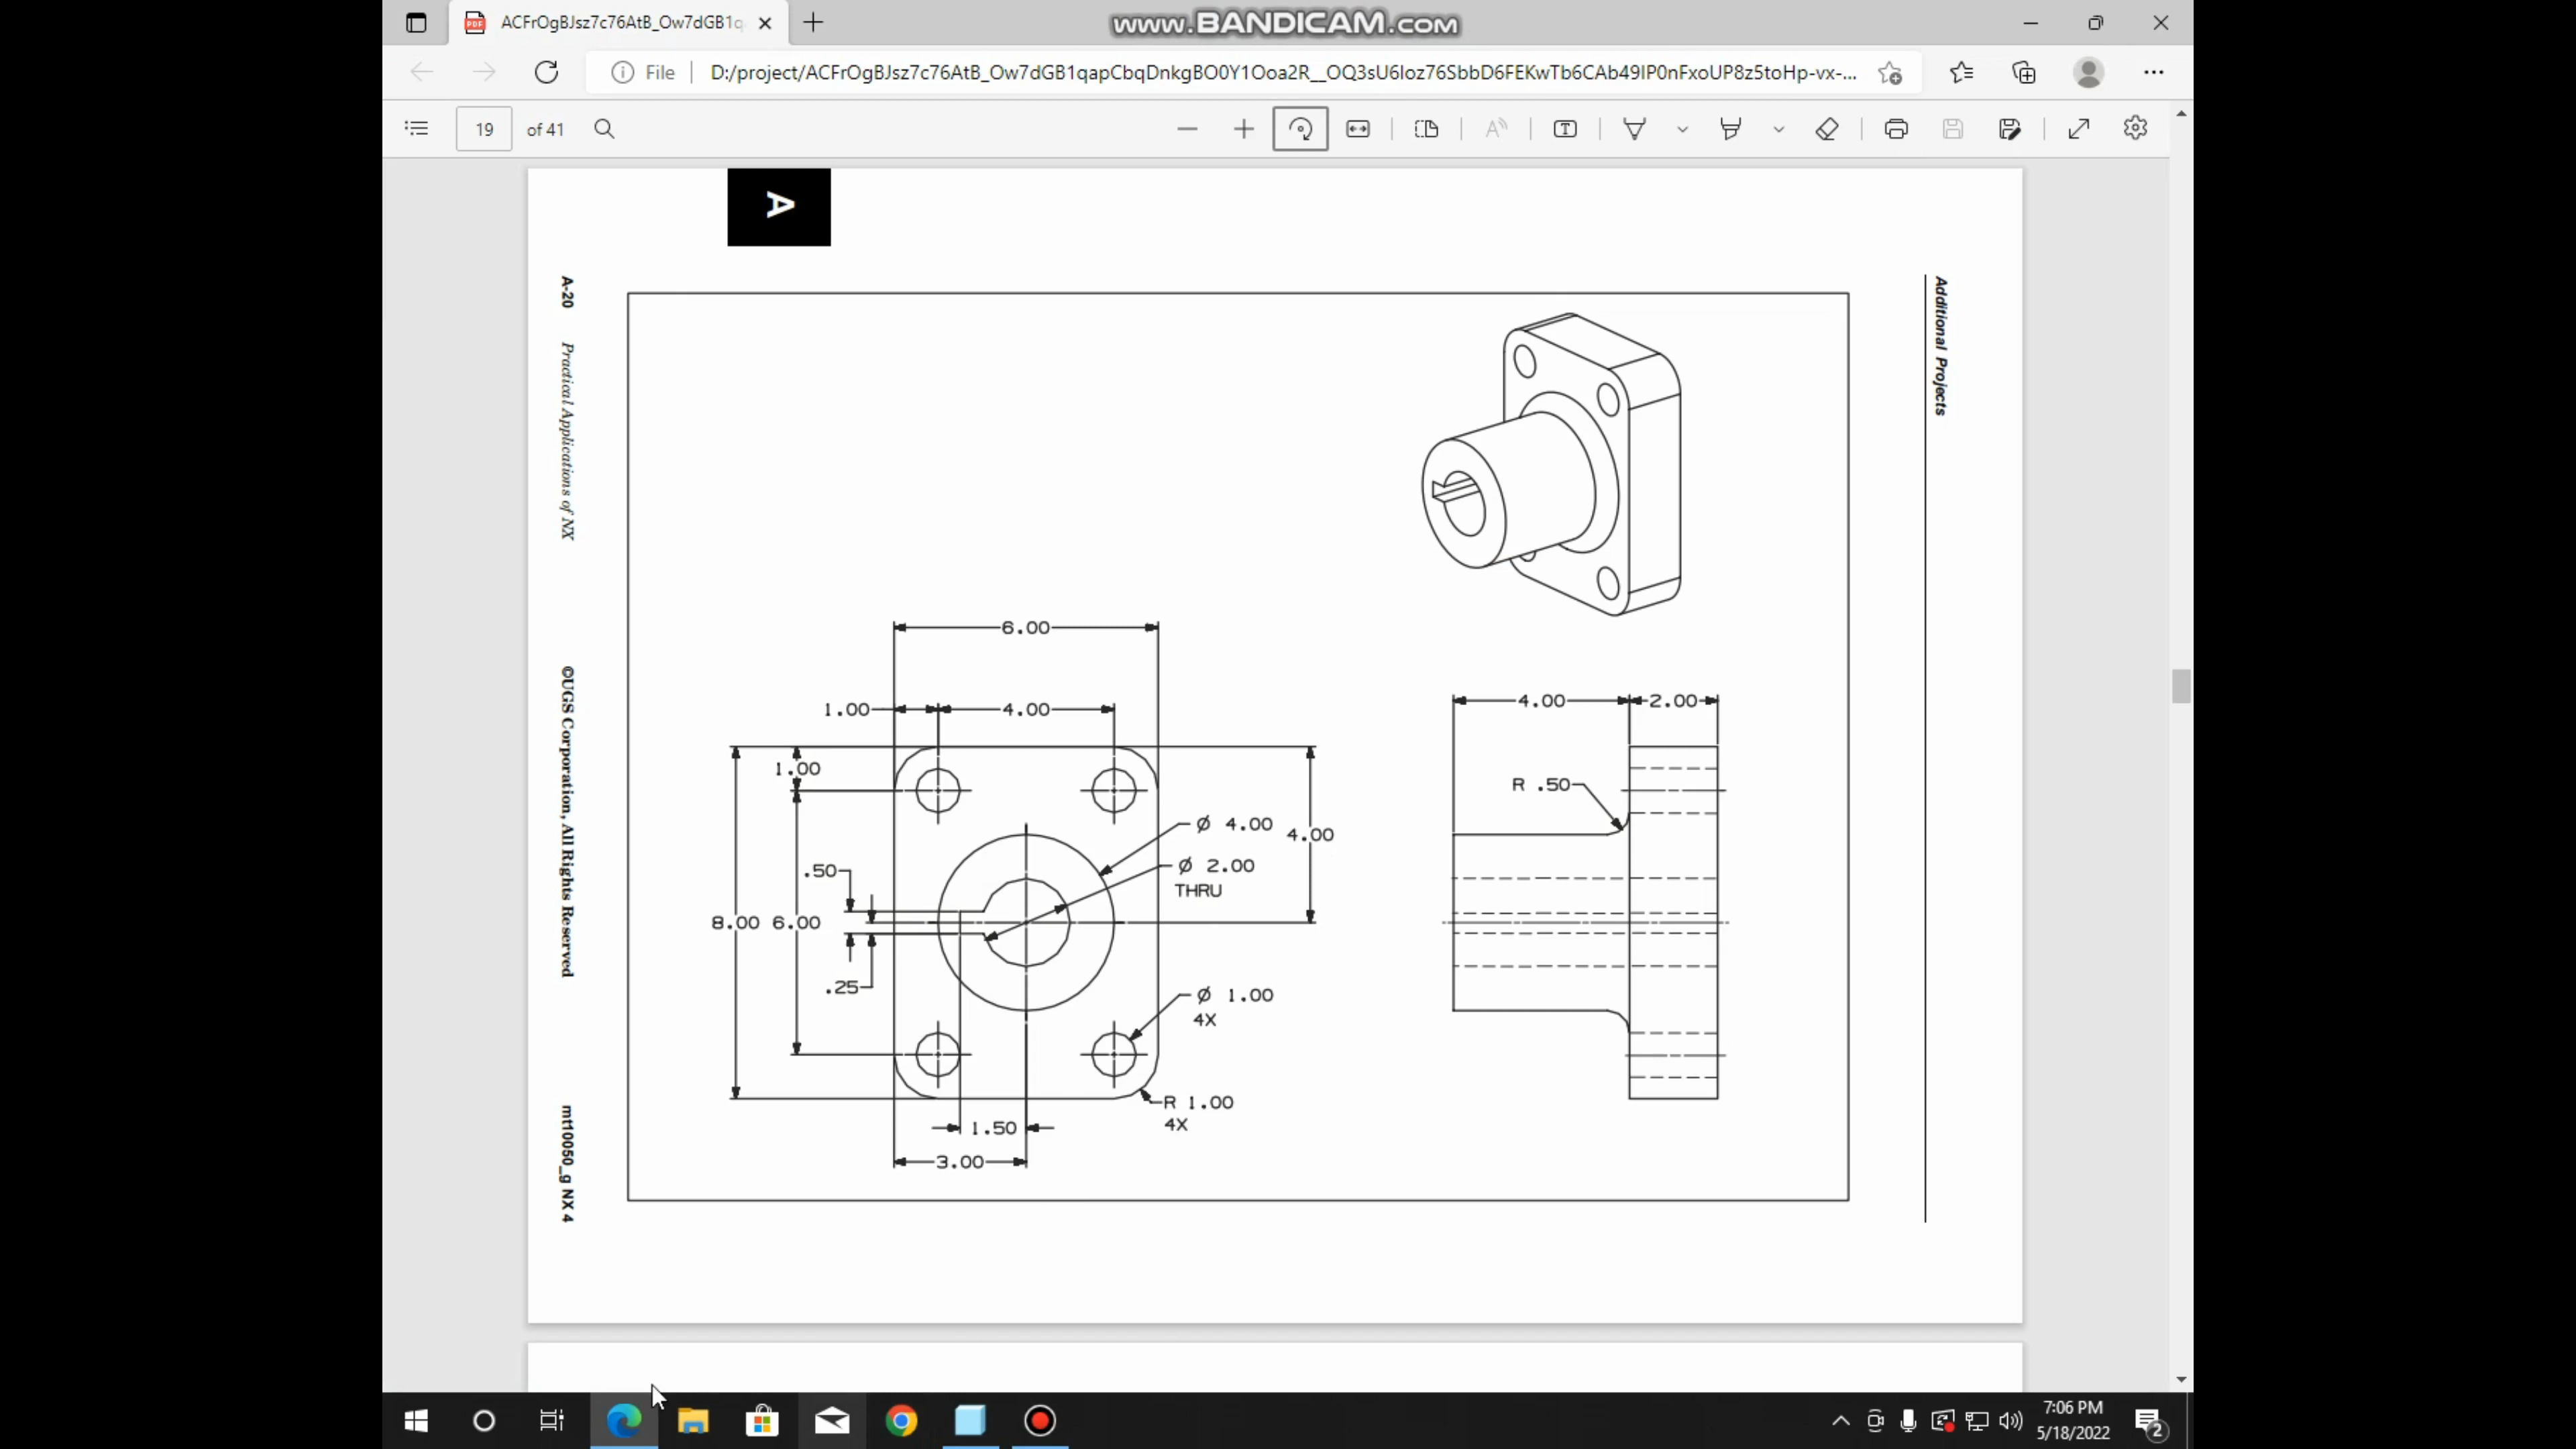 ACFrOgBJsz7c76AtB_Ow7dGB1q
www.BANDICAM.com
File
D:/project/ACFrOgBJsz7c76AtB_Ow7dGB1qapCbqDnkgBO0Y1Ooa2R__OQ3sU6Ioz76SbbD6FEKwTb6CAb49IP0nFxoUP8z5toHp-vx-...
19 of 41
A
Additional Projects
A-20 Practical Applications of NX
©UGS Corporation, All Rights Reserved
mt10050_g NX 4
6.00
1.00 4.00
4.00 2.00
1.00
R .50
Ø 4.00
4.00
.50
Ø 2.00
THRU
8.00 6.00
.25
Ø 1.00
4X
R 1.00
4X
1.50
3.00
7:06 PM
5/18/2022
2